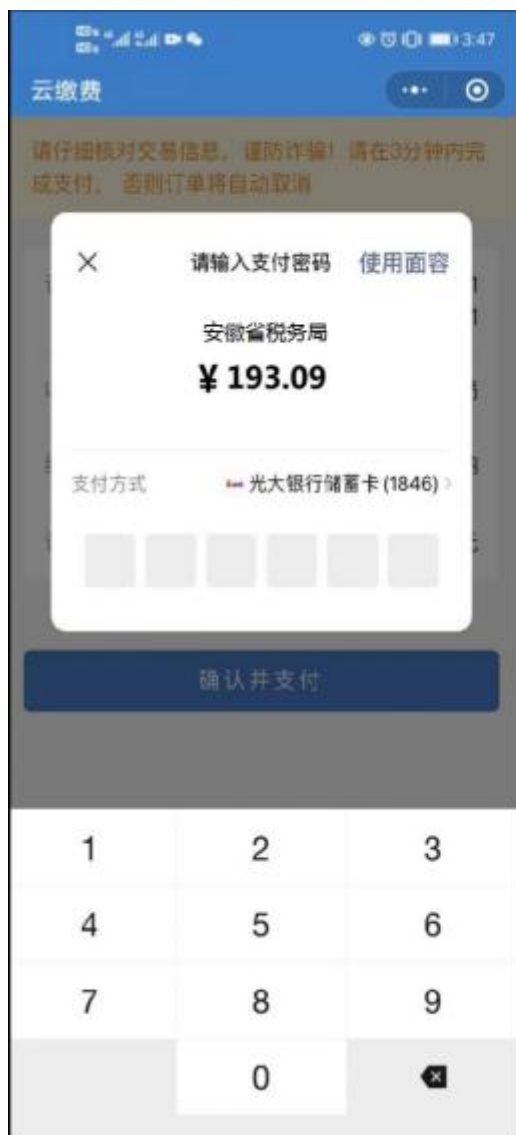 3:47
云缴费
请仔细核对交易信息，谨防诈骗！请在3分钟内完
成支付，否则订单将自动取消
请输入支付密码 使用面容
安徽省税务局
¥ 193.09
支付方式 光大银行储蓄卡(1846)
确认并支付
1 2 3
4 5 6
7 8 9
0